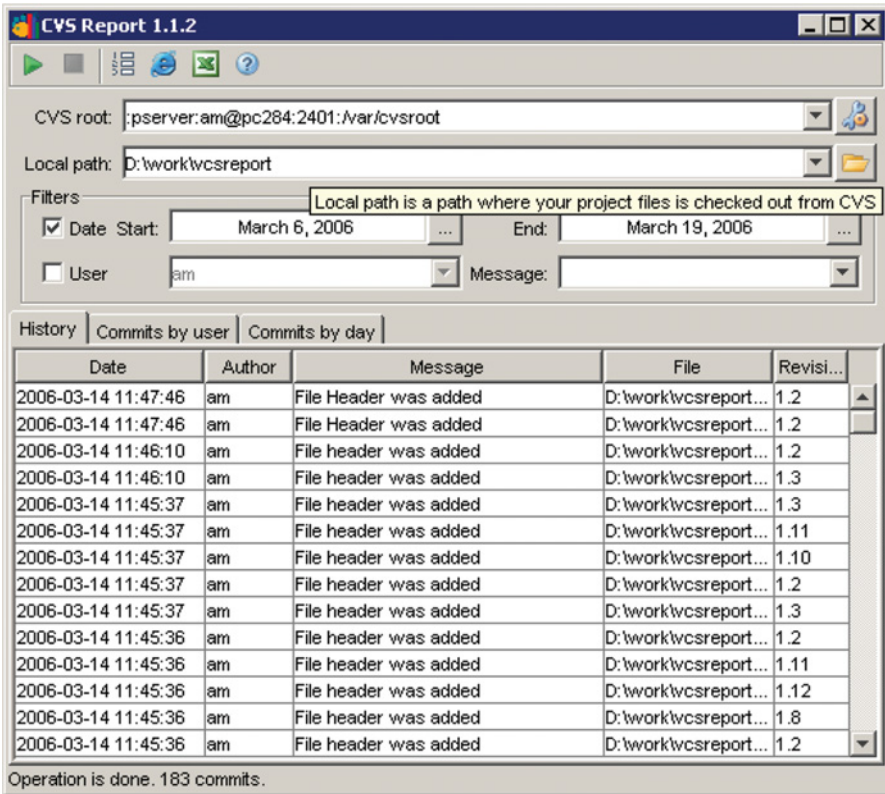 CVS Report 1.1.2
CVS root: :pserver:am@pc284:2401:/var/cvsroot
Local path: D:\work\vcsreport
Local path is a path where your project files is checked out from CVS
Filters
Date Start: March 6, 2006 ... End: March 19, 2006 ...
User am Message:
History Commits by user Commits by day
Date Author Message File Revisi...
2006-03-14 11:47:46 am File Header was added D:\work\vcsreport... 1.2
2006-03-14 11:47:46 am File Header was added D:\work\vcsreport... 1.2
2006-03-14 11:46:10 am File header was added D:\work\vcsreport... 1.2
2006-03-14 11:46:10 am File header was added D:\work\vcsreport... 1.3
2006-03-14 11:45:37 am File header was added D:\work\vcsreport... 1.3
2006-03-14 11:45:37 am File header was added D:\work\vcsreport... 1.11
2006-03-14 11:45:37 am File header was added D:\work\vcsreport... 1.10
2006-03-14 11:45:37 am File header was added D:\work\vcsreport... 1.2
2006-03-14 11:45:37 am File header was added D:\work\vcsreport... 1.3
2006-03-14 11:45:36 am File header was added D:\work\vcsreport... 1.2
2006-03-14 11:45:36 am File header was added D:\work\vcsreport... 1.11
2006-03-14 11:45:36 am File header was added D:\work\vcsreport... 1.12
2006-03-14 11:45:36 am File header was added D:\work\vcsreport... 1.8
2006-03-14 11:45:36 am File header was added D:\work\vcsreport... 1.2
Operation is done. 183 commits.